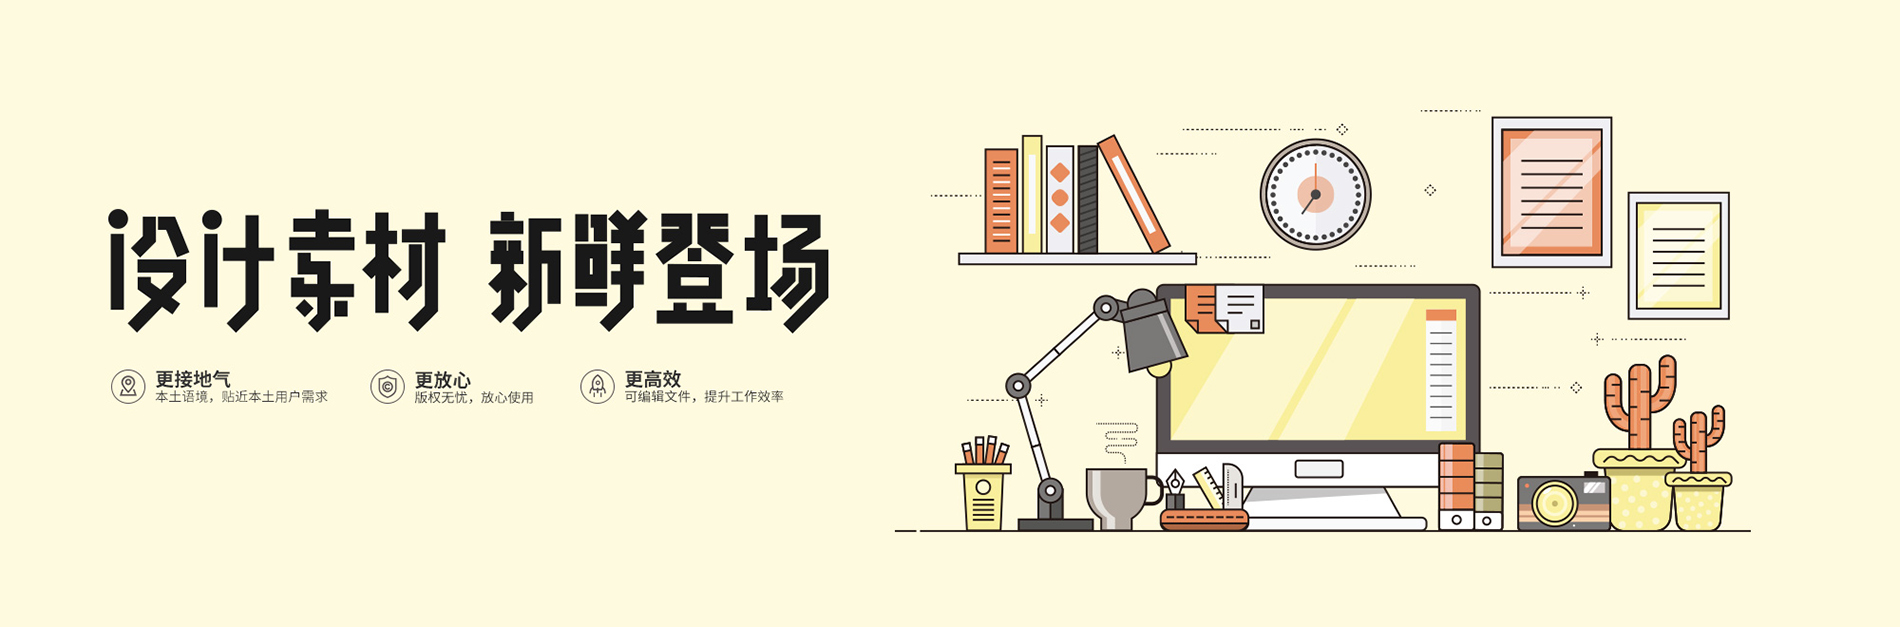 设计素材 新鲜登场
更接地气
本土语境，贴近本土用户需求
更放心
版权无忧，放心使用
更高效
可编辑文件，提升工作效率